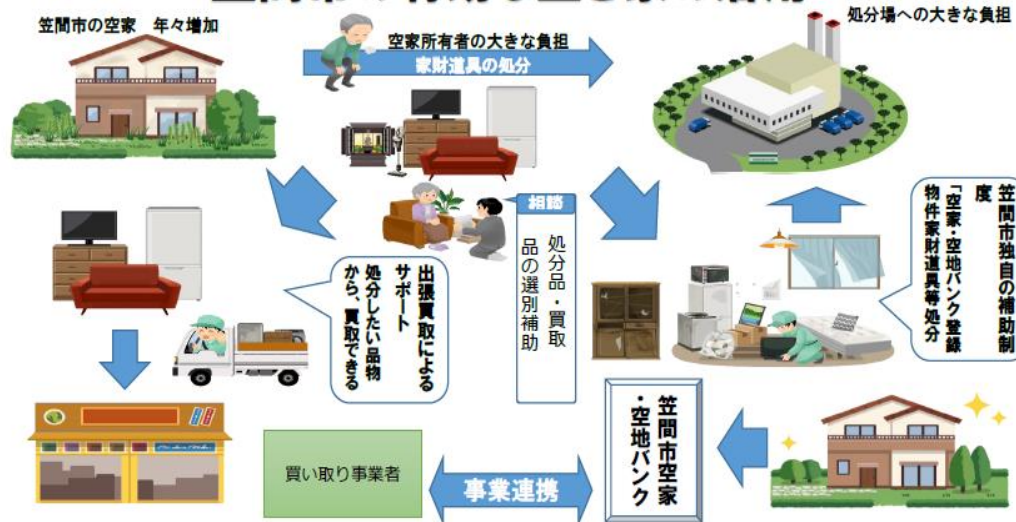 笠間市の空家　年々増加
空家所有者の大きな負担
家財道具の処分
処分場への大きな負担
相談
処分品・買取
品の選別補助
出張買取による
サポート
処分したい品物
から、買取できる
笠間市独自の補助制
度
「空家・空地バンク登録
物件家財道具等処分
買い取り事業者
事業連携
笠間市空家
・空地バンク